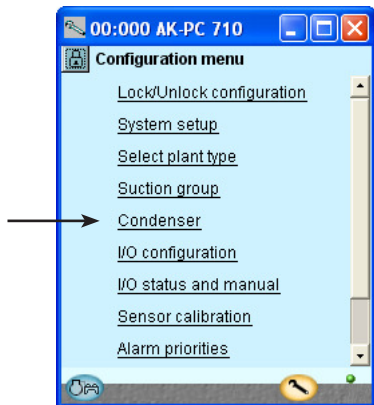 00:000 AK-PC 710
Configuration menu
Lock/Unlock configuration
System setup
Select plant type
Suction group
Condenser
I/O configuration
I/O status and manual
Sensor calibration
Alarm priorities